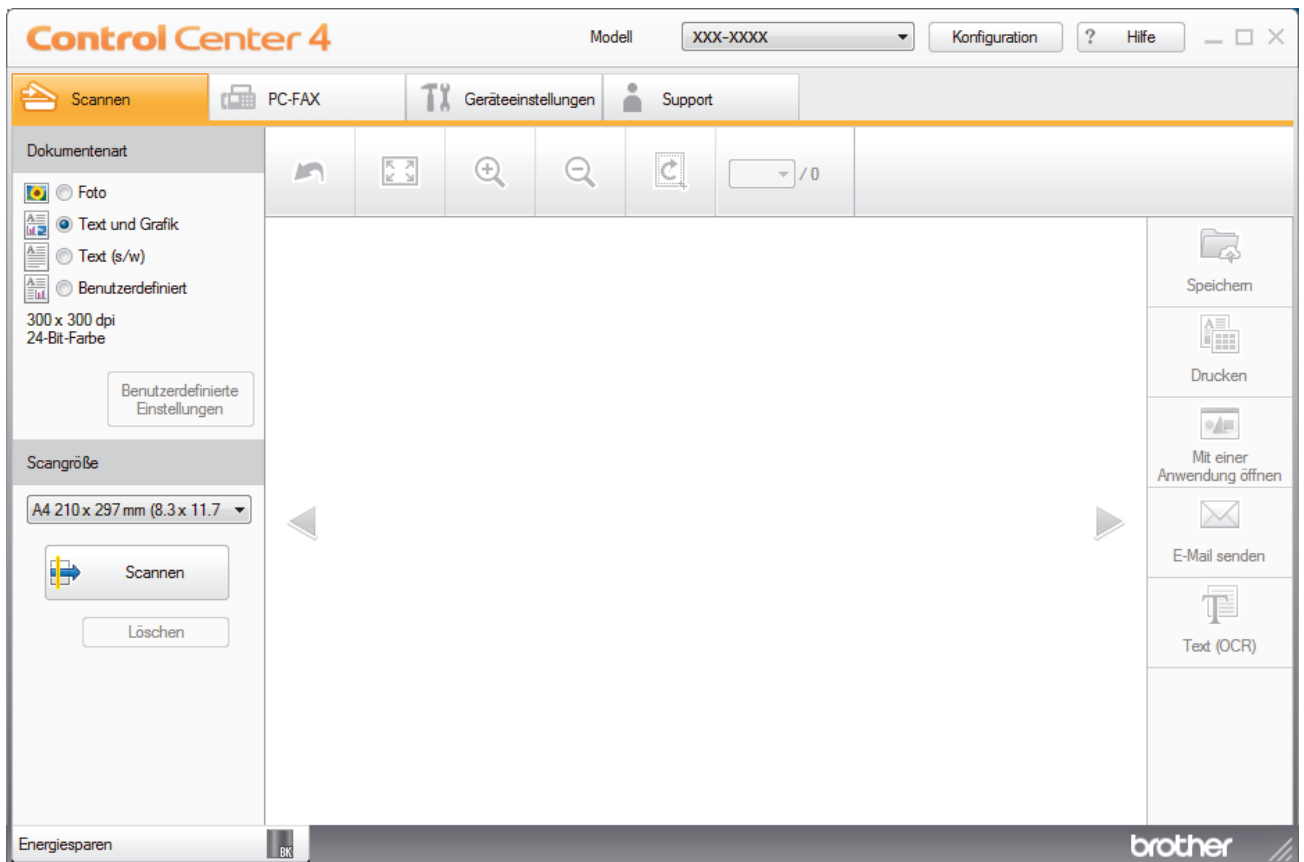 Control Center 4
Modell
XXX-XXXX
Konfiguration
? Hilfe
Scannen
PC-FAX
Geräteeinstellungen
Support
Dokumentenart
Foto
Text und Grafik
Text (s/w)
Benutzerdefiniert
300 x 300 dpi
24-Bit-Farbe
Benutzerdefinierte
Einstellungen
Scangröße
A4 210 x 297 mm (8.3 x 11.7
Scannen
Löschen
/ 0
Speichern
Drucken
Mit einer
Anwendung öffnen
E-Mail senden
Text (OCR)
Energiesparen
BK
brother